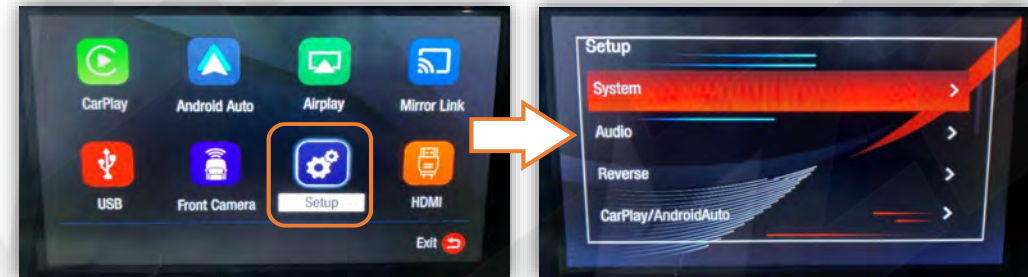 CarPlay
Android Auto
Airplay
Mirror Link
USB
Front Camera
Setup
HDMI
Exit
Setup
System
Audio
Reverse
CarPlay/AndroidAuto